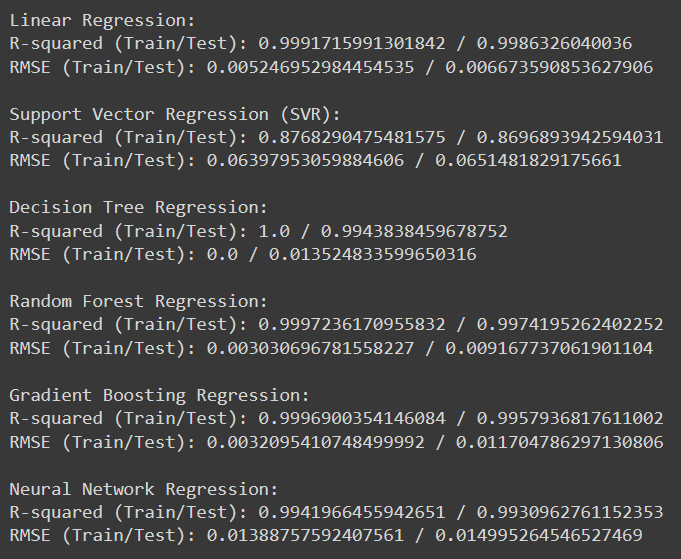 Linear Regression:
R-squared (Train/Test): 0.9991715991301842 / 0.9986326040036
RMSE (Train/Test): 0.005246952984454535 / 0.006673590853627906
Support Vector Regression (SVR):
R-squared (Train/Test): 0.8768290475481575 / 0.8696893942594031
RMSE (Train/Test): 0.06397953059884606 / 0.0651481829175661
Decision Tree Regression:
R-squared (Train/Test): 1.0 / 0.9943838459678752
RMSE (Train/Test): 0.0 / 0.013524833599650316
Random Forest Regression:
R-squared (Train/Test): 0.9997236170955832 / 0.9974195262402252
RMSE (Train/Test): 0.003030696781558227 / 0.009167737061901104
Gradient Boosting Regression:
R-squared (Train/Test): 0.9996900354146084 / 0.9957936817611002
RMSE (Train/Test): 0.0032095410748499992 / 0.011704786297130806
Neural Network Regression:
R-squared (Train/Test): 0.9941966455942651 / 0.9930962761152353
RMSE (Train/Test): 0.01388757592407561 / 0.014995264546527469